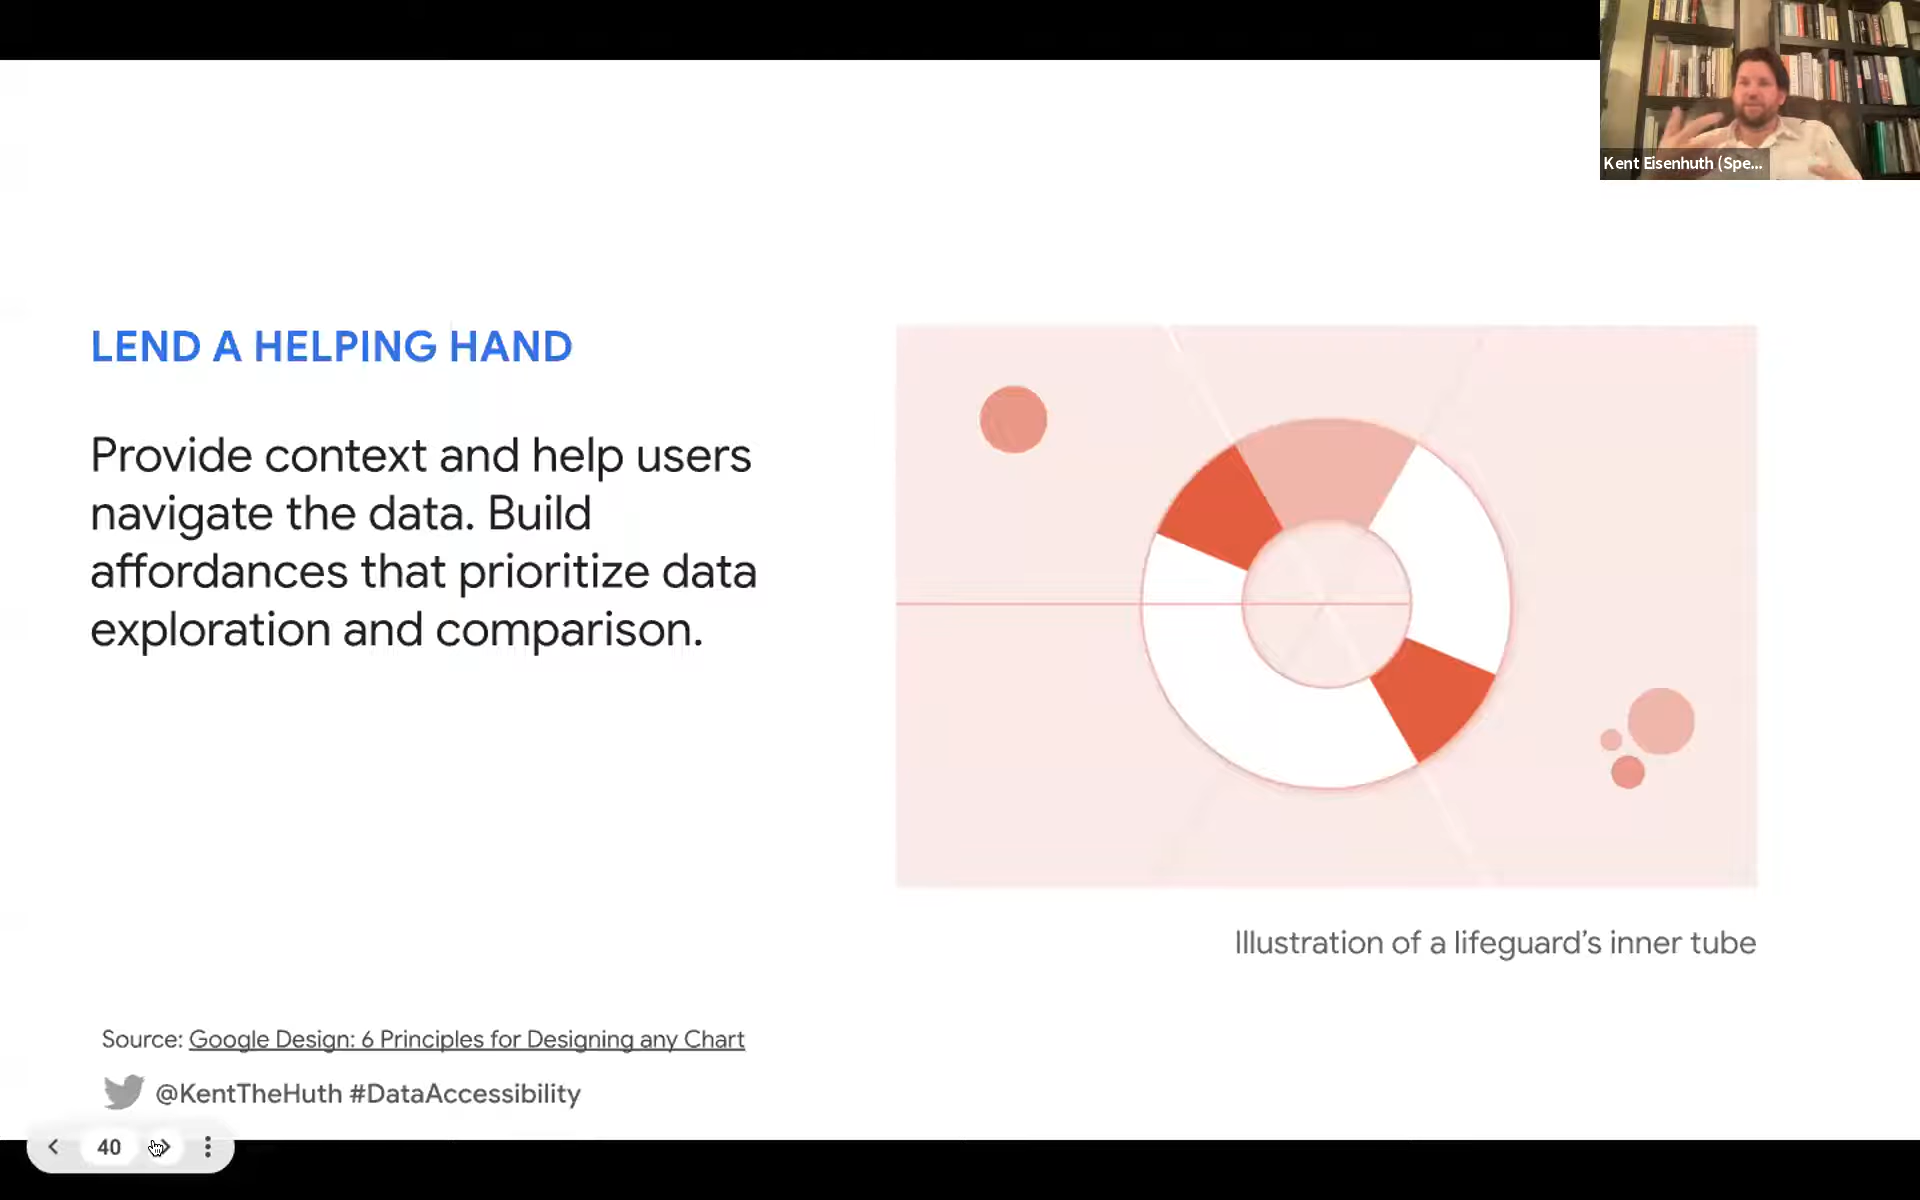 Kent Eisenhuth (Spe...
LEND A HELPING HAND
Provide context and help users
navigate the data. Build
affordances that prioritize data
exploration and comparison.
Illustration of a lifeguard’s inner tube
Source: Google Design: 6 Principles for Designing any Chart
@KentTheHuth #DataAccessibility
40